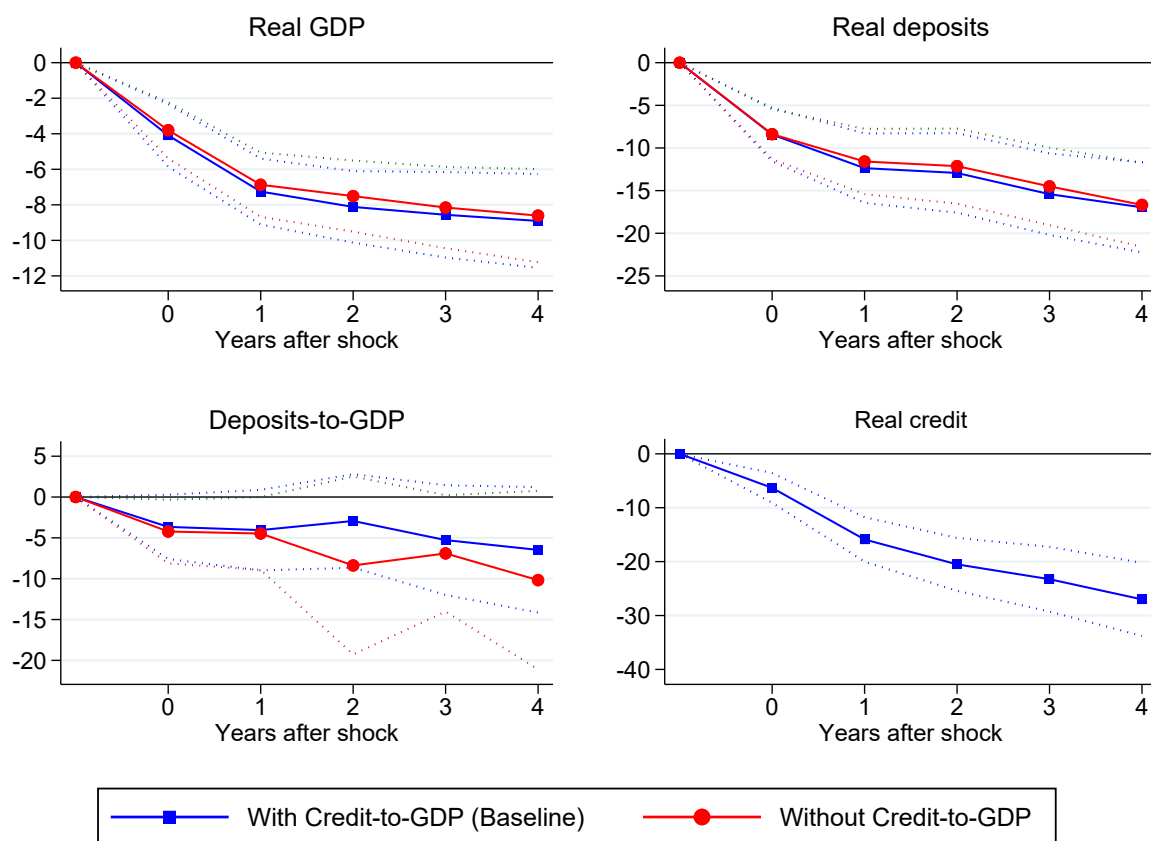 Real GDP
0
-2
-4
-6
-8
-10
-12
0 1 2 3 4
Years after shock
Real deposits
0
-5
-10
-15
-20
-25
0 1 2 3 4
Years after shock
Deposits-to-GDP
5
0
-5
-10
-15
-20
0 1 2 3 4
Years after shock
Real credit
0
-10
-20
-30
-40
0 1 2 3 4
Years after shock
With Credit-to-GDP (Baseline) Without Credit-to-GDP